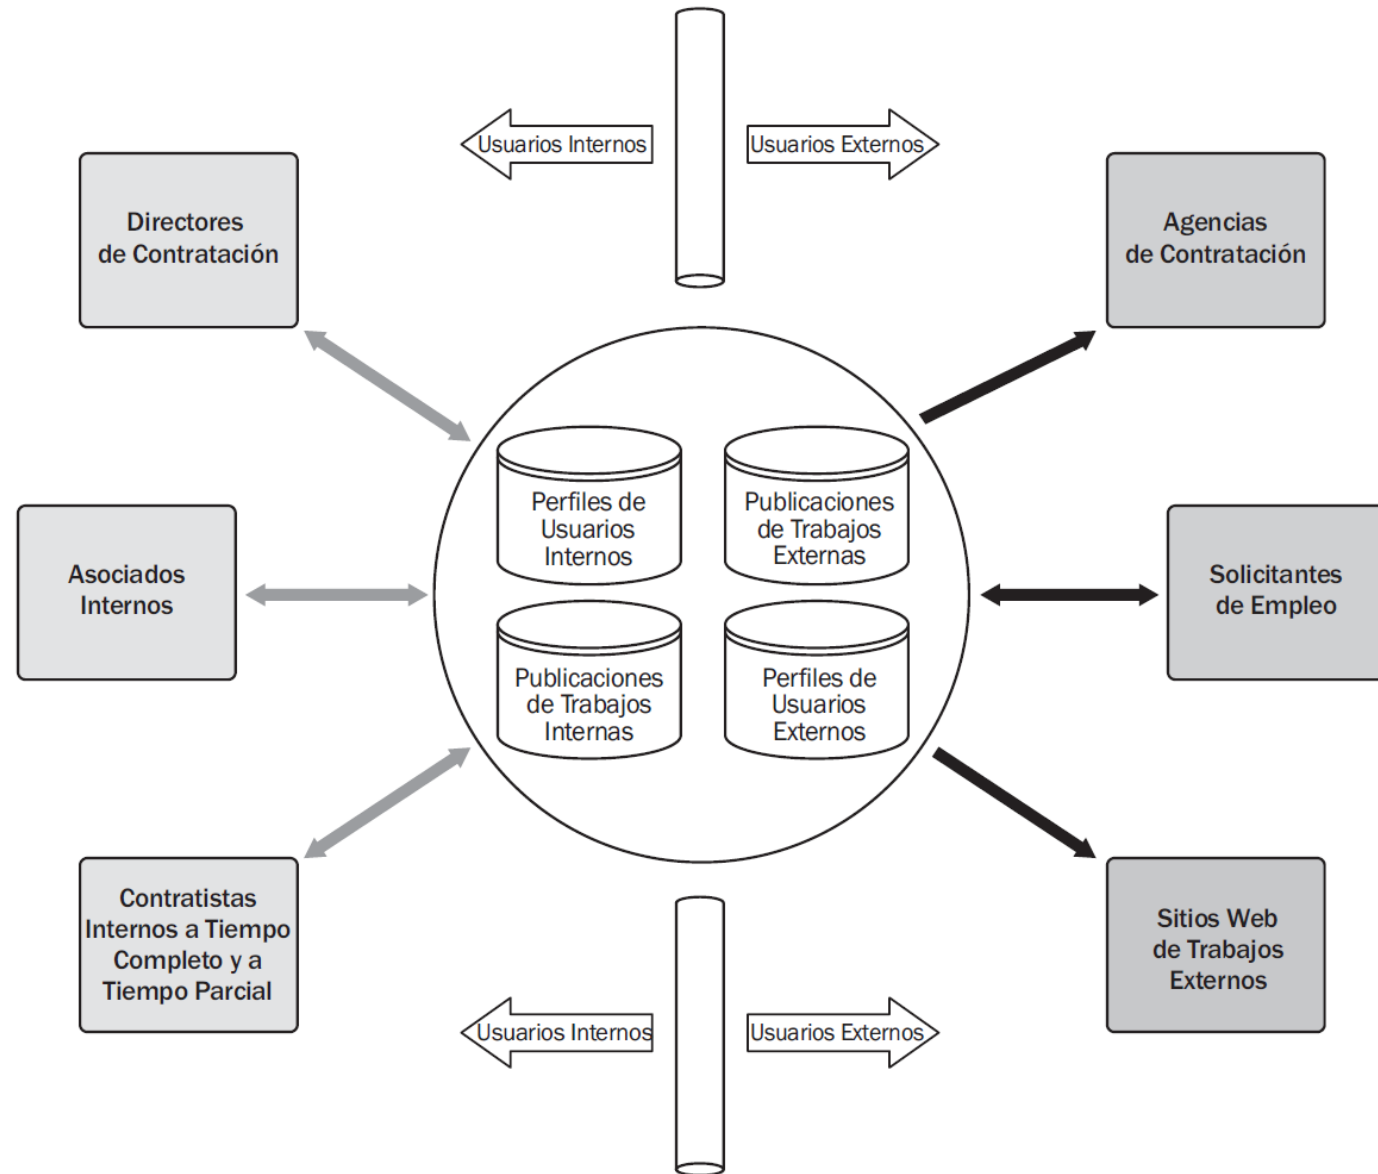 Usuarios Internos
Usuarios Externos
Directores
de Contratación
Agencias
de Contratación
Perfiles de
Usuarios
Internos
Publicaciones
de Trabajos
Externas
Asociados
Internos
Solicitantes
de Empleo
Publicaciones
de Trabajos
Internas
Perfiles de
Usuarios
Externos
Contratistas
Internos a Tiempo
Completo y a
Tiempo Parcial
Sitios Web
de Trabajos
Externos
Usuarios Internos
Usuarios Externos